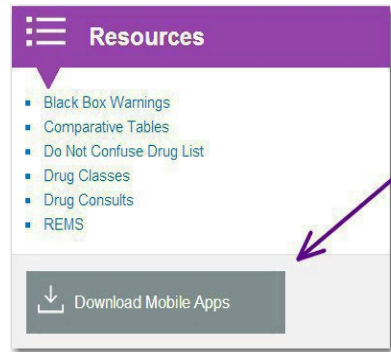 Resources
Black Box Warnings
Comparative Tables
Do Not Confuse Drug List
Drug Classes
Drug Consults
REMS
Download Mobile Apps